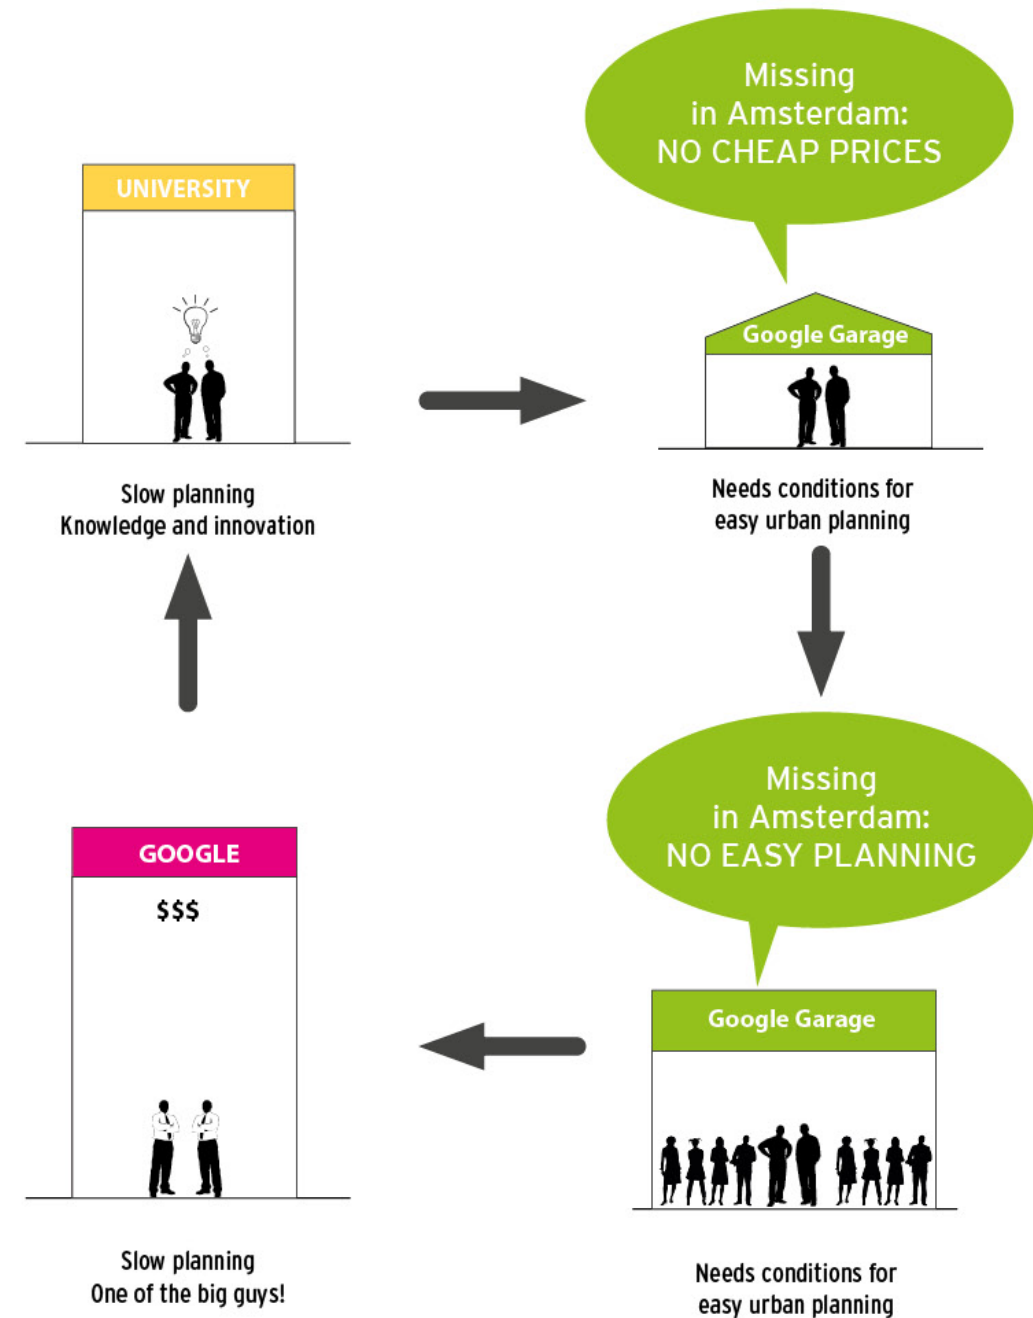 Missing
in Amsterdam:
NO CHEAP PRICES
UNIVERSITY
Google Garage
Slow planning
Knowledge and innovation
Needs conditions for
easy urban planning
Missing
in Amsterdam:
NO EASY PLANNING
GOOGLE
$$$
Google Garage
Slow planning
One of the big guys!
Needs conditions for
easy urban planning